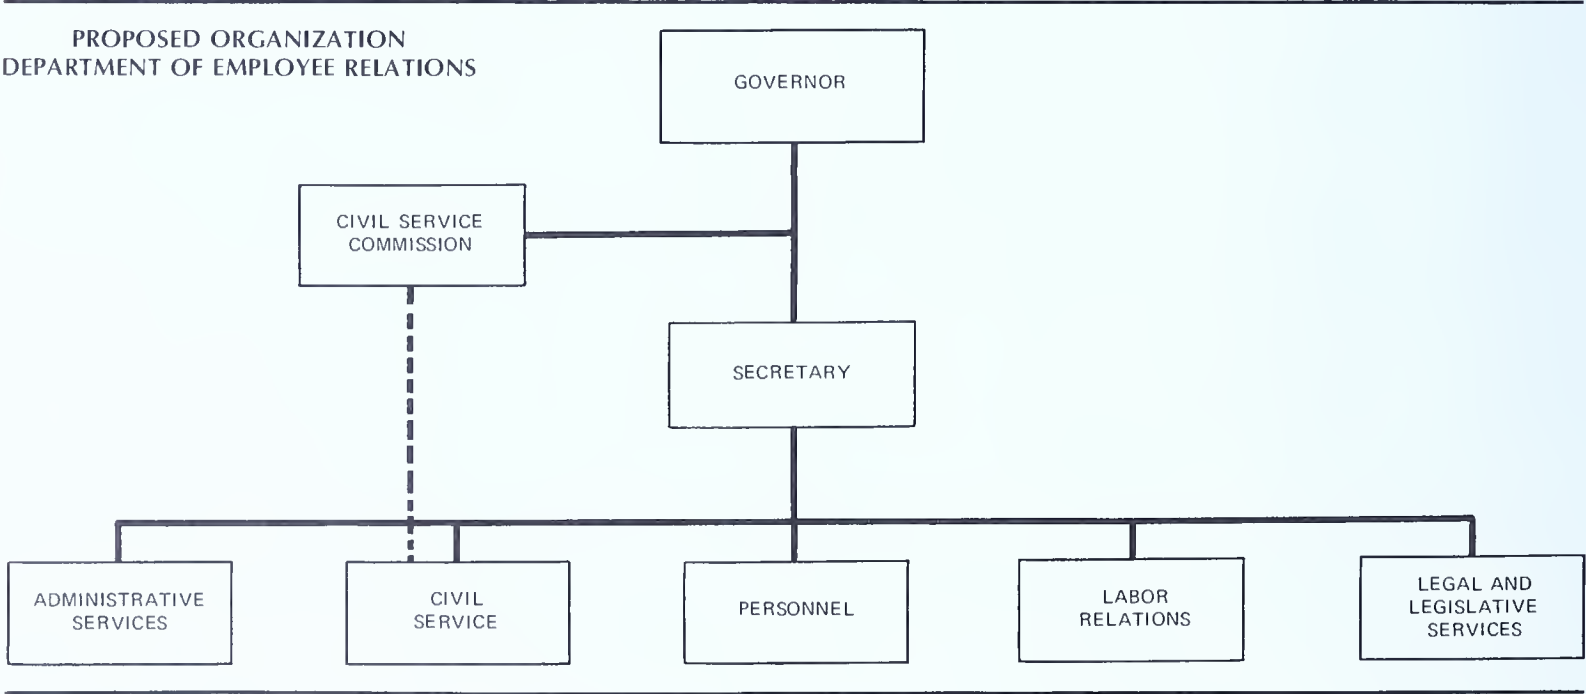 PROPOSED ORGANIZATION
DEPARTMENT OF EMPLOYEE RELATIONS
GOVERNOR
CIVIL SERVICE
COMMISSION
SECRETARY
ADMINISTRATIVE
SERVICES
CIVIL
SERVICE
PERSONNEL
LABOR
RELATIONS
LEGAL AND
LEGISLATIVE
SERVICES